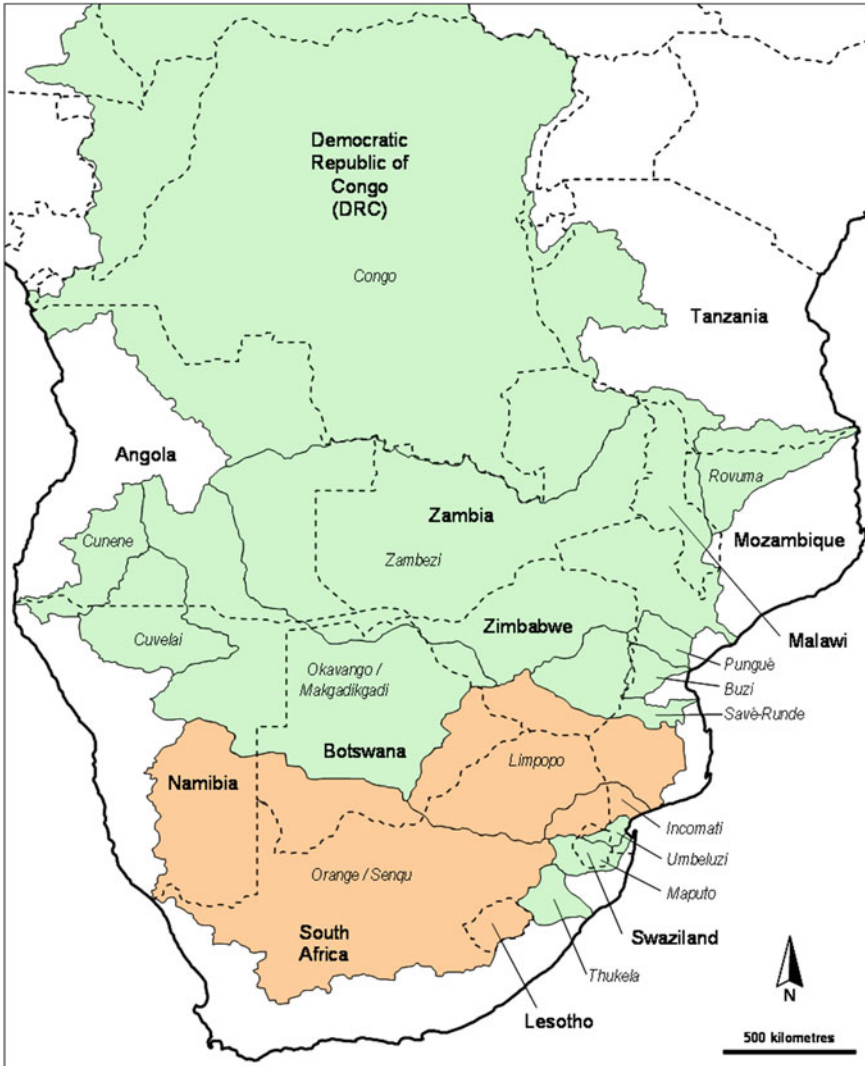 Democratic
Republic of
Congo
(DRC)
Congo
Tanzania
Angola
Rovuma
Cunene
Zambia
Zambezi
Mozambique
Cuvelai
Zimbabwe
Malawi
Okavango /
Makgadikgadi
Punguè
Buzi
Savè-Runde
Botswana
Namibia
Limpopo
Incomati
Umbeluzi
Orange / Senqu
Maputo
South
Africa
Swaziland
Thukela
Lesotho
N
500 kilometres